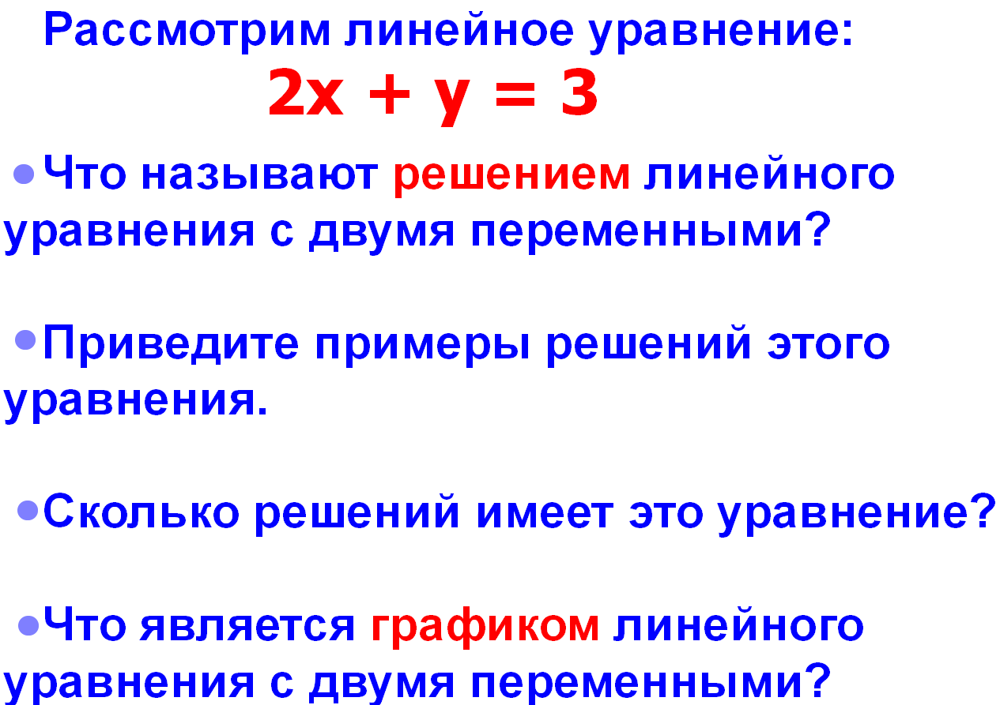 Рассмотрим линейное уравнение:
2x + y = 3
•Что называют решением линейного
уравнения с двумя переменными?
•Приведите примеры решений этого
уравнения.
•Сколько решений имеет это уравнение?
•Что является графиком линейного
уравнения с двумя переменными?